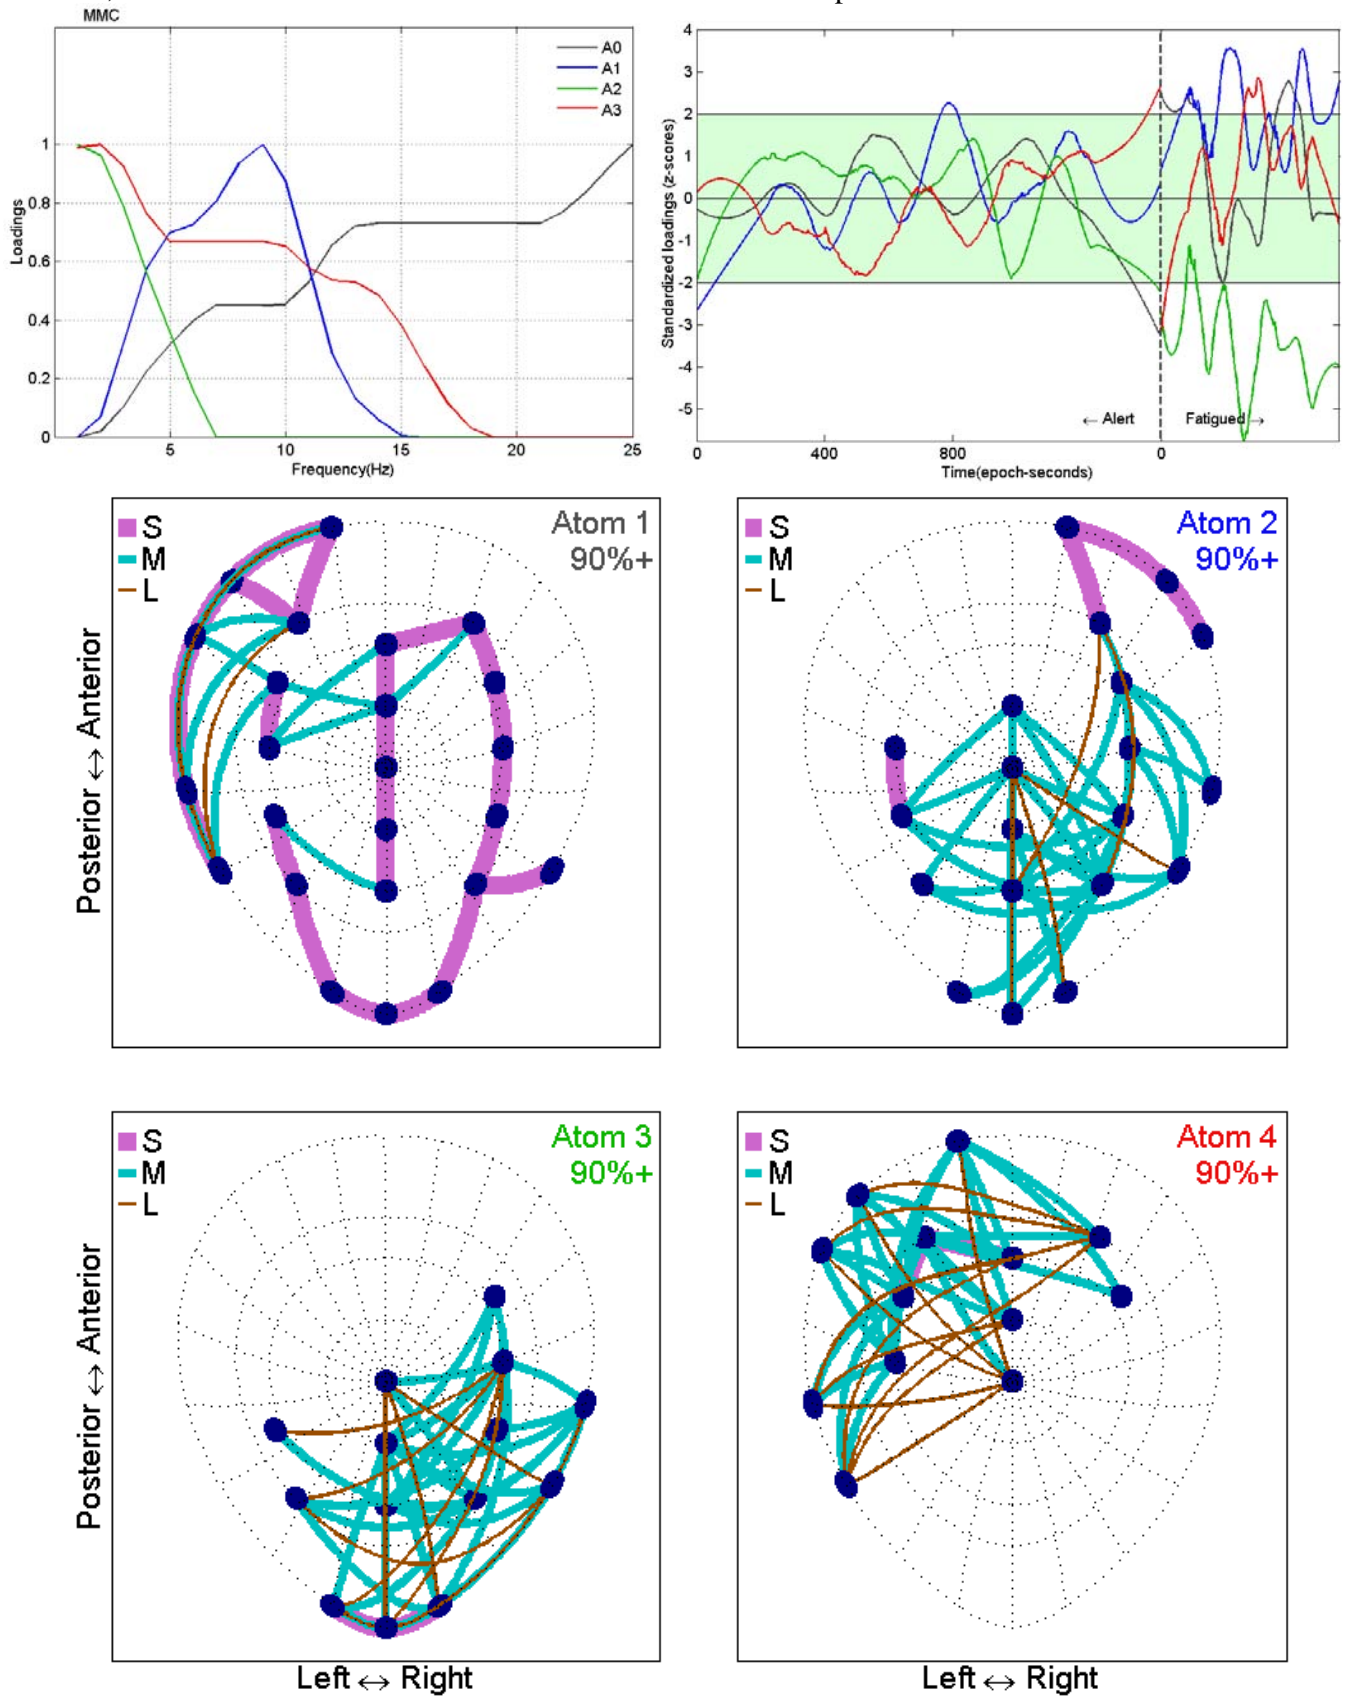 MMC
A0
A1
A2
A3
Loadings
1
0.8
0.6
0.4
0.2
0
5
10
15
20
25
Frequency(Hz)
Standardized loadings (z-scores)
4
3
2
1
0
-1
-2
-3
-4
-5
← Alert
Fatigued →
0
400
800
0
Time(epoch-seconds)
S
M
L
Atom 1
90%+
Posterior ↔ Anterior
S
M
L
Atom 2
90%+
S
M
L
Atom 3
90%+
Posterior ↔ Anterior
Left ↔ Right
S
M
L
Atom 4
90%+
Left ↔ Right